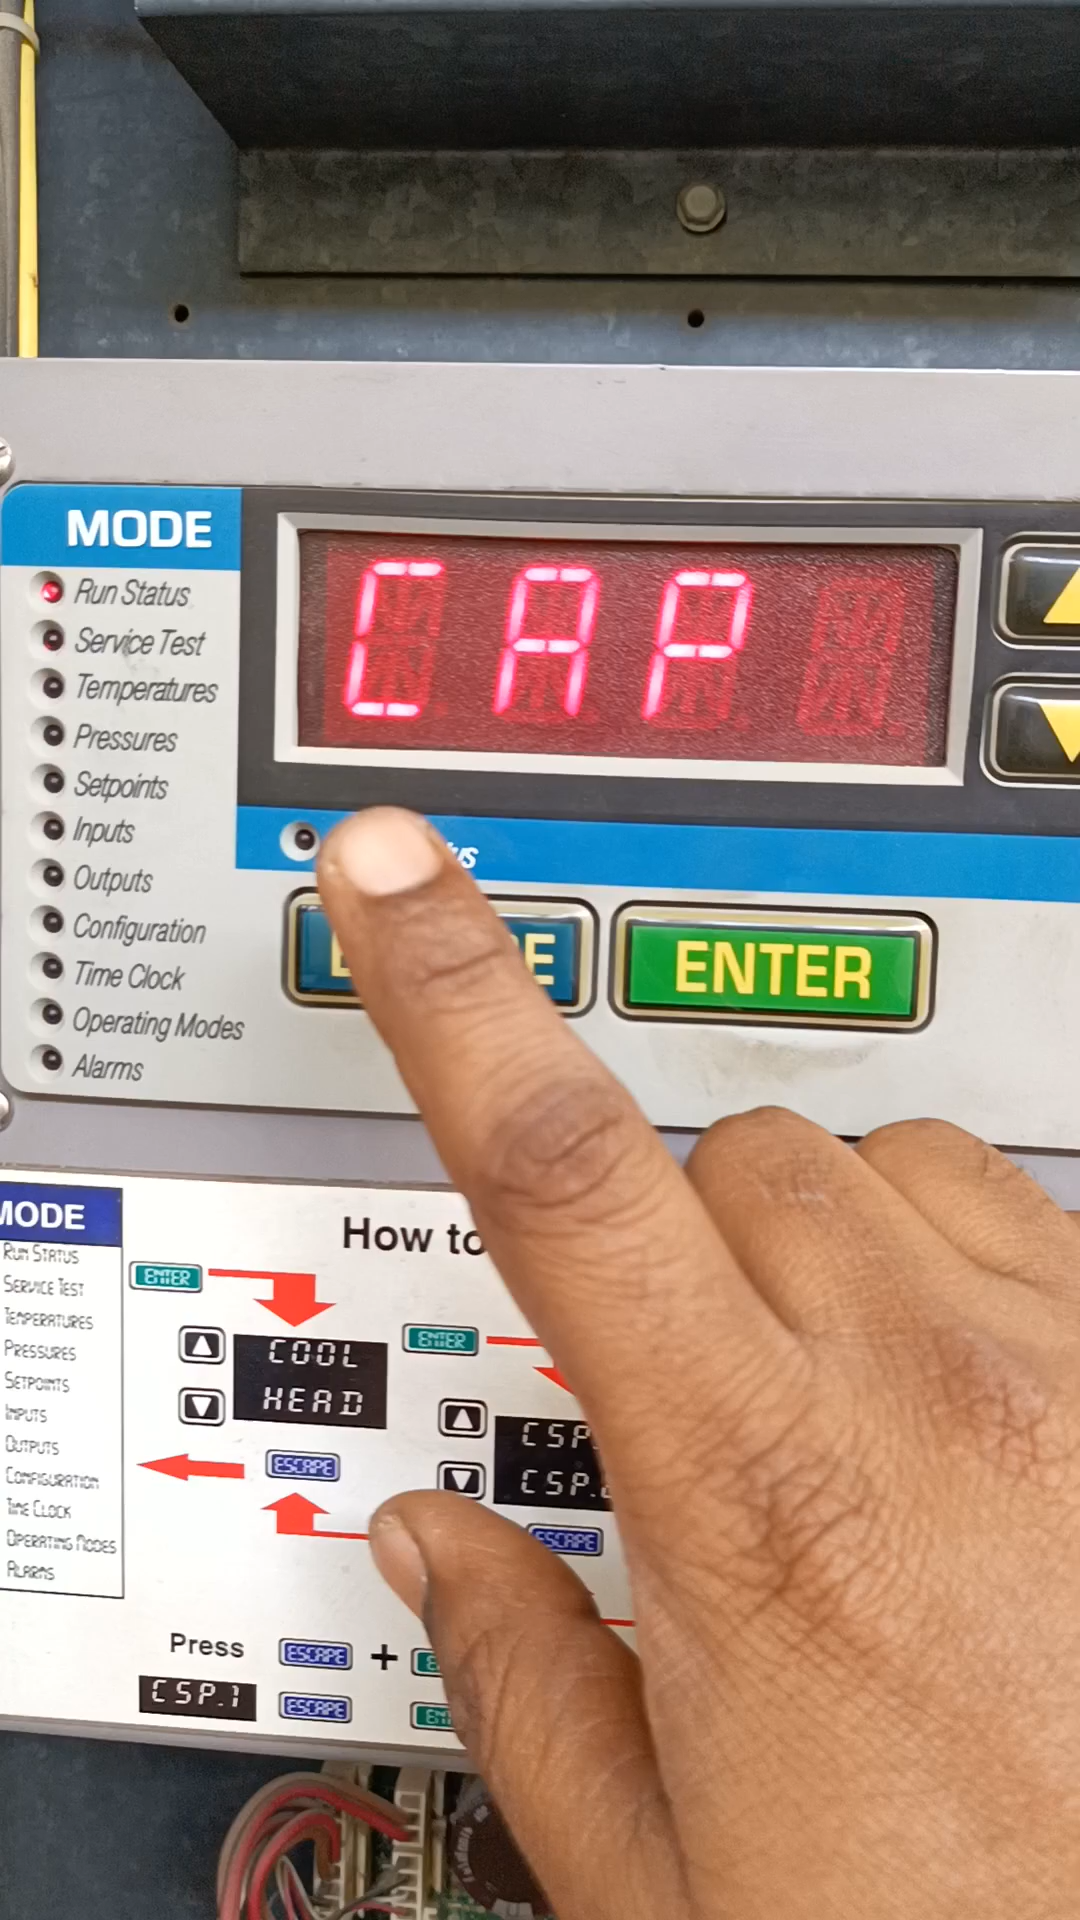 MODE
CAP
Run Status
Service Test
Temperatures
Pressures
Setpoints
Inputs
Outputs
Configuration
Time Clock
Operating Modes
Alarms
ENTER
MODE
RUN STATUS
SERVICE TEST
TEMPERATURES
PRESSURES
SETPOINTS
INPUTS
OUTPUTS
CONFIGURATION
TIME CLOCK
OPERATING MODES
ALARMS
How to
ENTER
COOL
HEAD
ESCAPE
ENTER
ESCAPE
Press ESCAPE +
CSP.1 ESCAPE